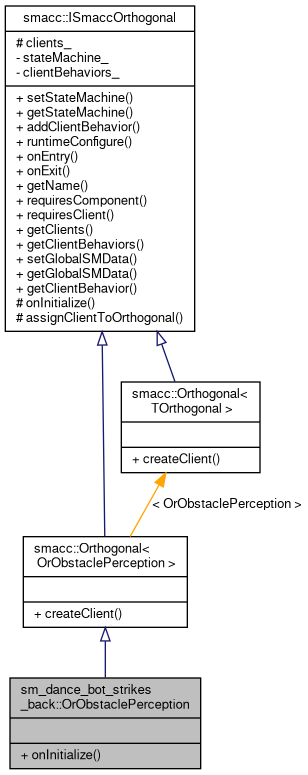 smacc::ISmaccOrthogonal
# clients_
- stateMachine_
- clientBehaviors_
+ setStateMachine()
+ getStateMachine()
+ addClientBehavior()
+ runtimeConfigure()
+ onEntry()
+ onExit()
+ getName()
+ requiresComponent()
+ requiresClient()
+ getClients()
+ getClientBehaviors()
+ setGlobalSMData()
+ getGlobalSMData()
+ getClientBehavior()
# onInitialize()
# assignClientToOrthogonal()
smacc::Orthogonal<
TOrthogonal >
+ createClient()
< OrObstaclePerception >
smacc::Orthogonal<
OrObstaclePerception >
+ createClient()
sm_dance_bot_strikes
_back::OrObstaclePerception
+ onInitialize()